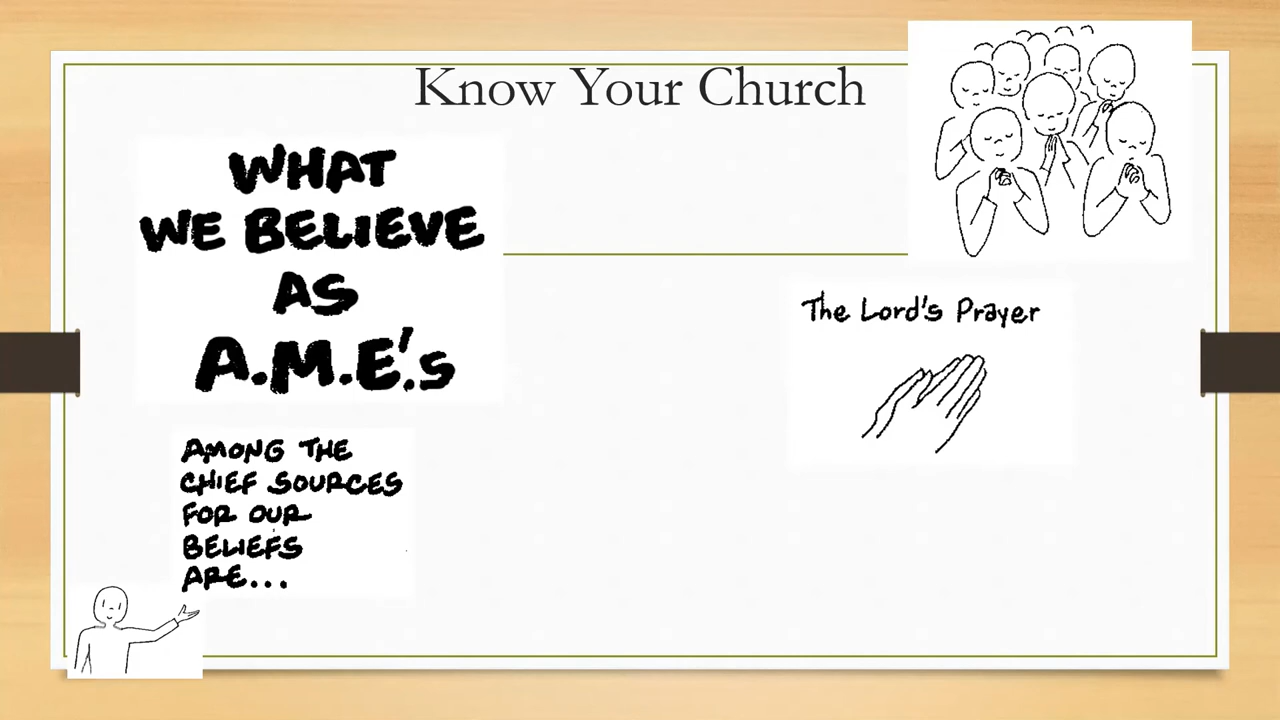 Know Your Church
WHAT
WE BELIEVE
AS
A.M.E.'s
AMONG THE
CHIEF SOURCES
FOR OUR
BELIEFS
ARE...
The Lord's Prayer